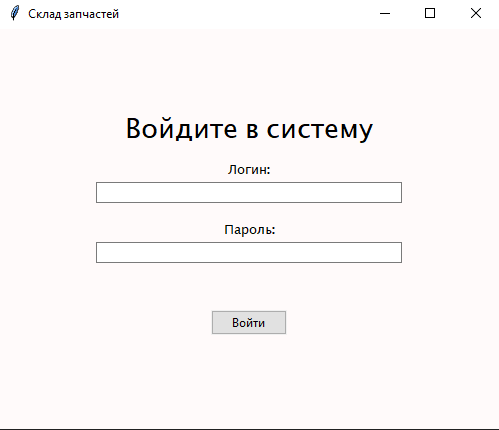 Склад запчастей
Войдите в систему
Логин:
Пароль:
Войти